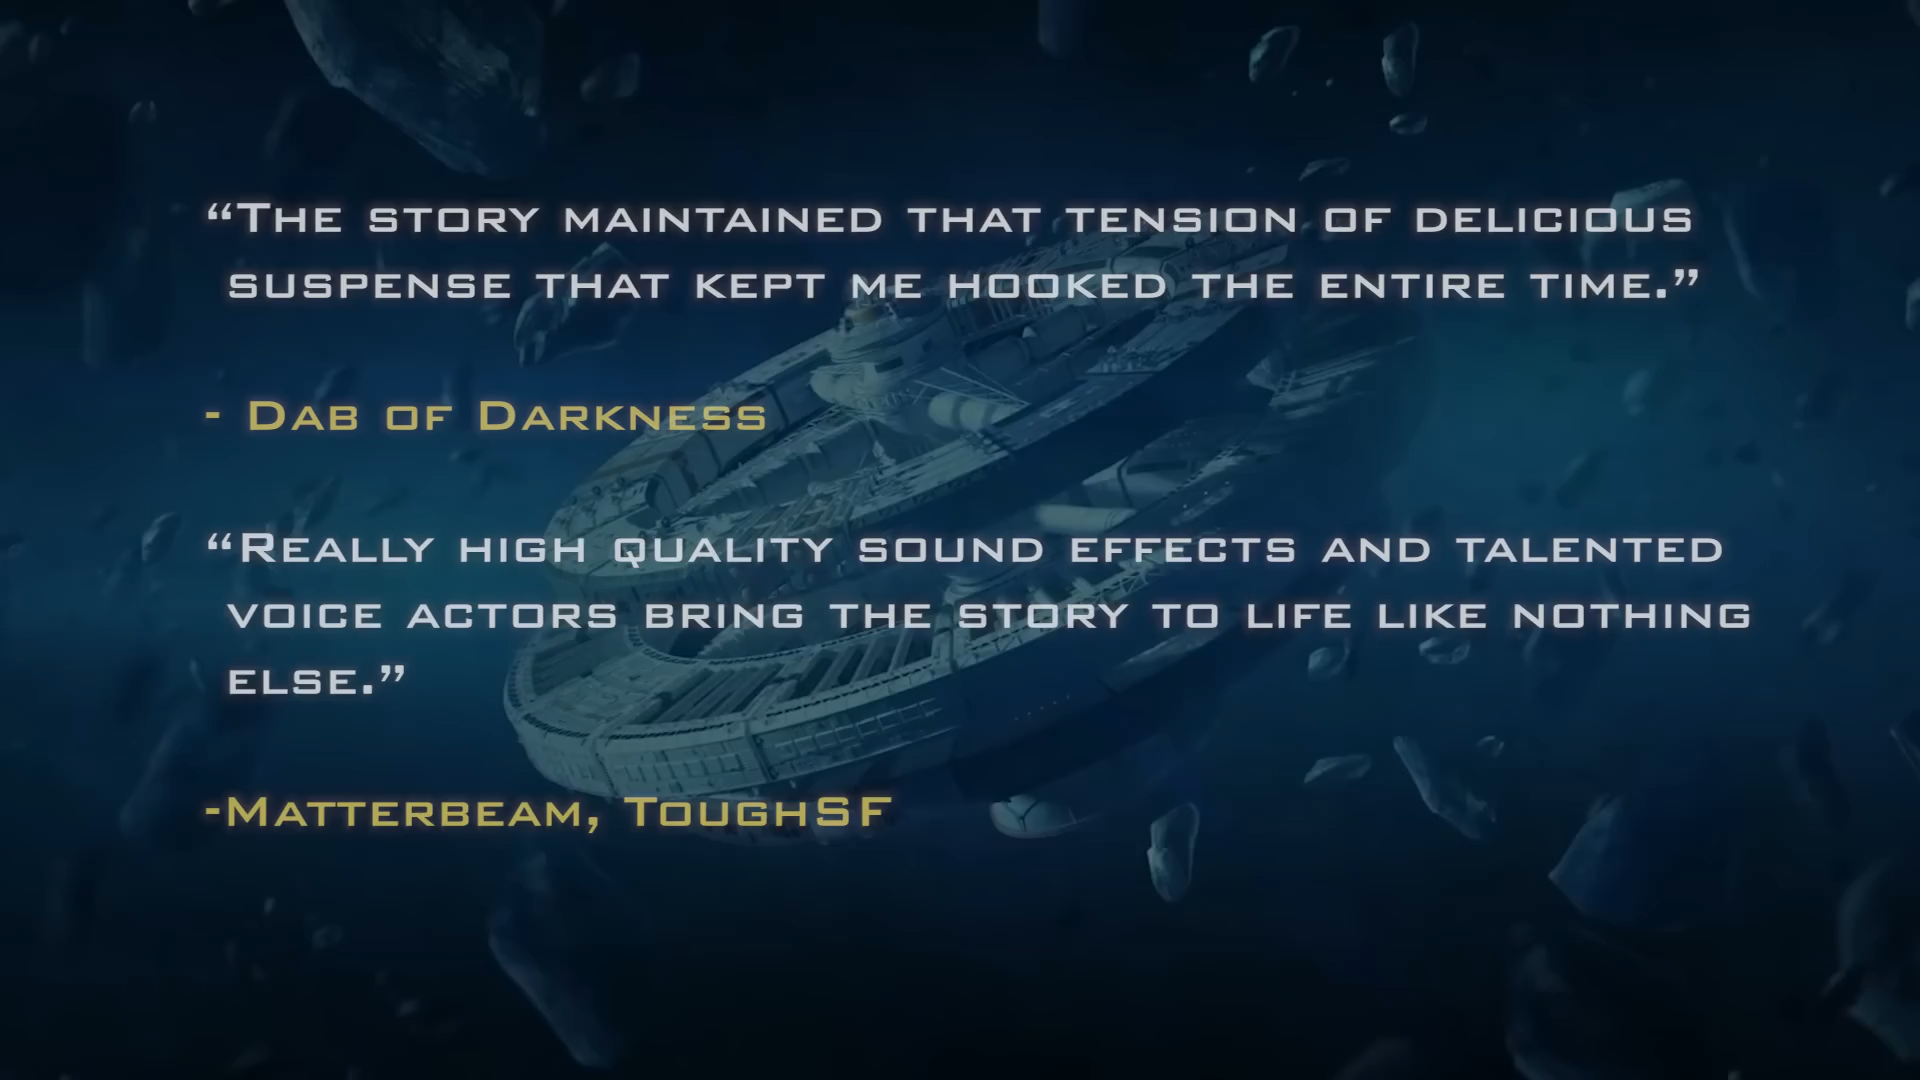 “The story maintained that tension of delicious
suspense that kept me hooked the entire time.”
- Dab of Darkness
“Really high quality sound effects and talented
voice actors bring the story to life like nothing
else.”
-Matterbeam, ToughSF